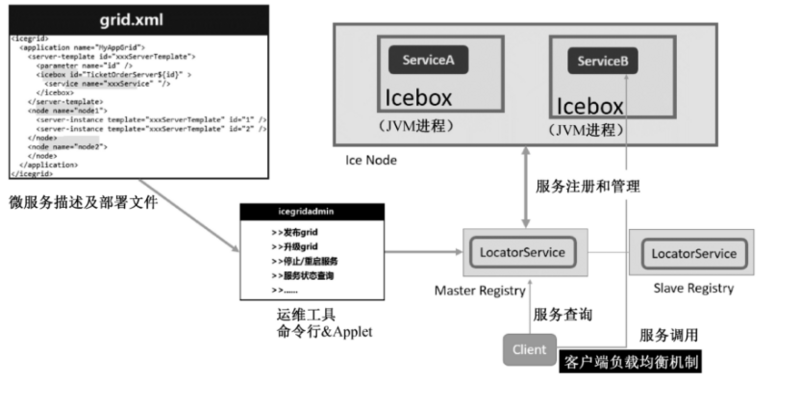 grid.xml
<icegrid>
<application name="MyAppGrid">
<server-template id="xxxServerTemplate">
<parameter name="id" />
<icebox id="TicketOrderServer${id}" >
<service name="xxxService" "/>
</icebox>
</server-template>
<node name="node1">
<server-instance template="xxxServerTemplate" id="1" />
<server-instance template="xxxServerTemplate" id="2" />
</node>
<node name="node2">
</node>
</application>
</icegrid>
微服务描述及部署文件
icegridadmin
>>发布grid
>>升级grid
>>停止/重启服务
>>服务状态查询
>>......
运维工具
命令行&Applet
ServiceA
Icebox
（JVM进程）
ServiceB
Icebox
（JVM进程）
Ice Node
服务注册和管理
LocatorService
Master Registry
LocatorService
Slave Registry
服务查询
服务调用
Client
客户端负载均衡机制